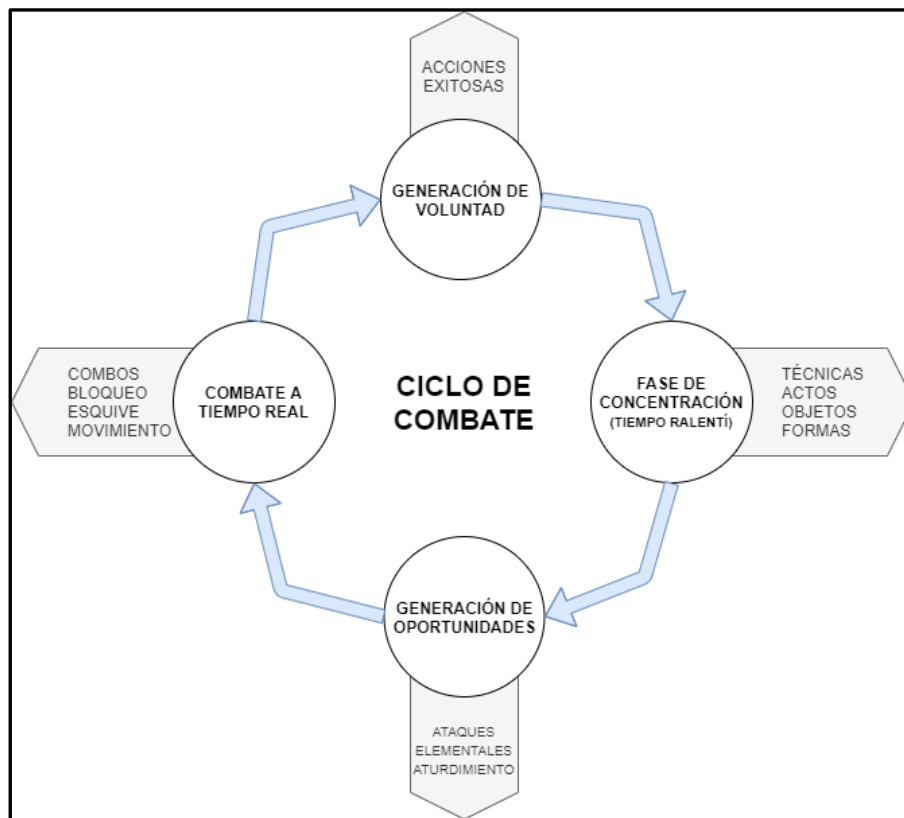 ACCIONES
EXITOSAS
GENERACIÓN DE
VOLUNTAD
COMBOS
BLOQUEO
ESQUIVE
MOVIMIENTO
COMBATE A
TIEMPO REAL
CICLO DE
COMBATE
FASE DE
CONCENTRACIÓN
(TIEMPO RALENTÍ)
TÉCNICAS
ACTOS
OBJETOS
FORMAS
GENERACIÓN DE
OPORTUNIDADES
ATAQUES
ELEMENTALES
ATURDIMIENTO